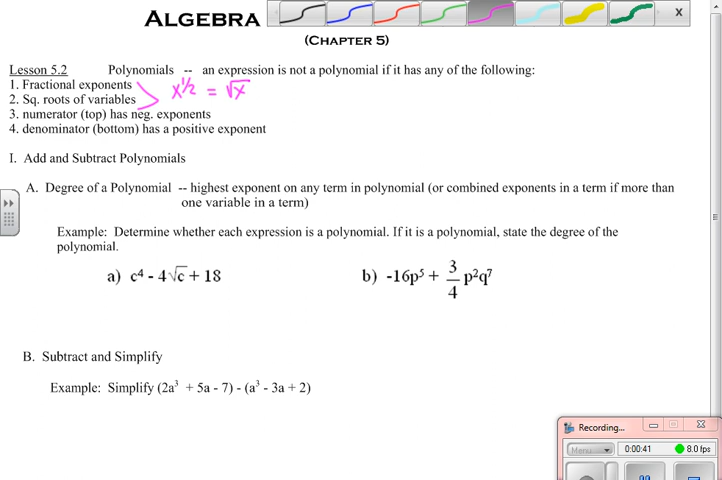 ALGEBRA
X
(CHAPTER 5)
Lesson 5.2 Polynomials -- an expression is not a polynomial if it has any of the following:
1. Fractional exponents
2. Sq. roots of variables
x^1/2 = √x
3. numerator (top) has neg. exponents
4. denominator (bottom) has a positive exponent
I. Add and Subtract Polynomials
A. Degree of a Polynomial -- highest exponent on any term in polynomial (or combined exponents in a term if more than
one variable in a term)
Example: Determine whether each expression is a polynomial. If it is a polynomial, state the degree of the
polynomial.
a) c⁴ - 4√c + 18
b) -16p⁵ + 3/4 p²q⁷
B. Subtract and Simplify
Example: Simplify (2a³ + 5a - 7) - (a³ - 3a + 2)
Recording...
Menu 0:00:41 8.0 fps